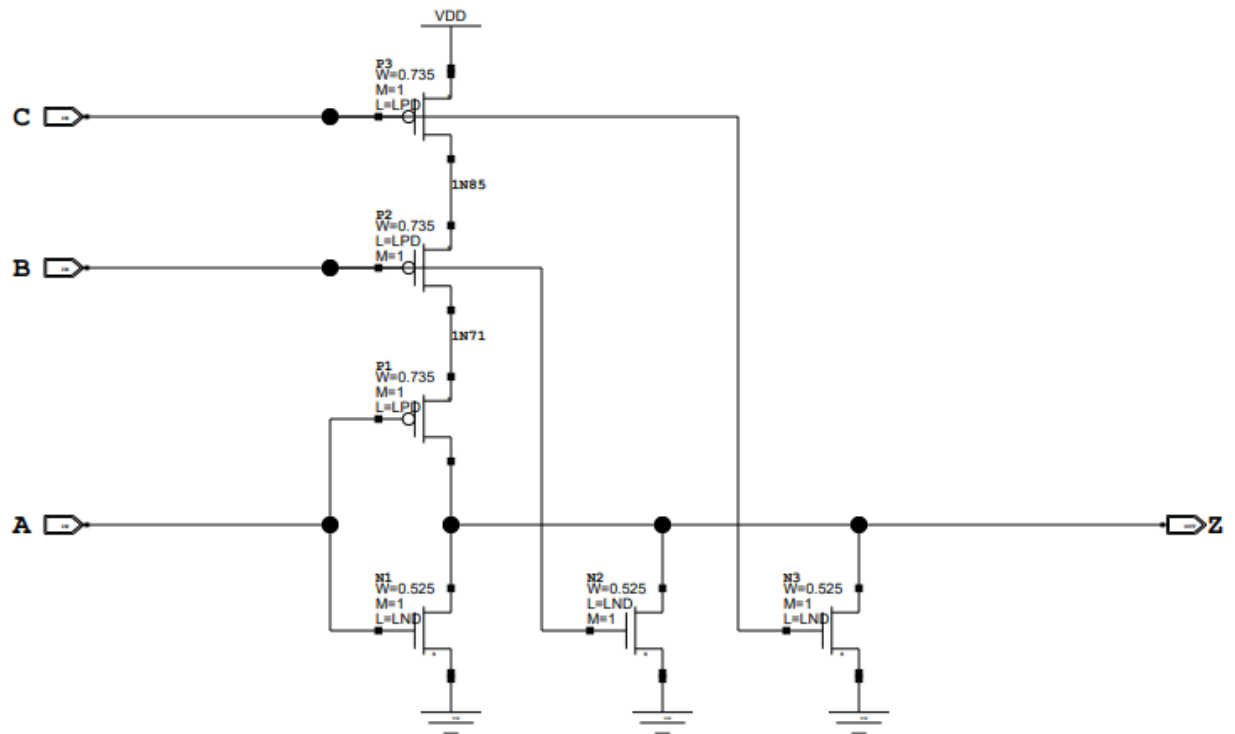 VDD
P3
W=0.735
M=1
L=LPD
C
1N85
P2
W=0.735
L=LPD
M=1
B
1N71
P1
W=0.735
M=1
L=LPD
A
Z
N1
W=0.525
M=1
L=LND
N2
W=0.525
L=LND
M=1
N3
W=0.525
M=1
L=LND